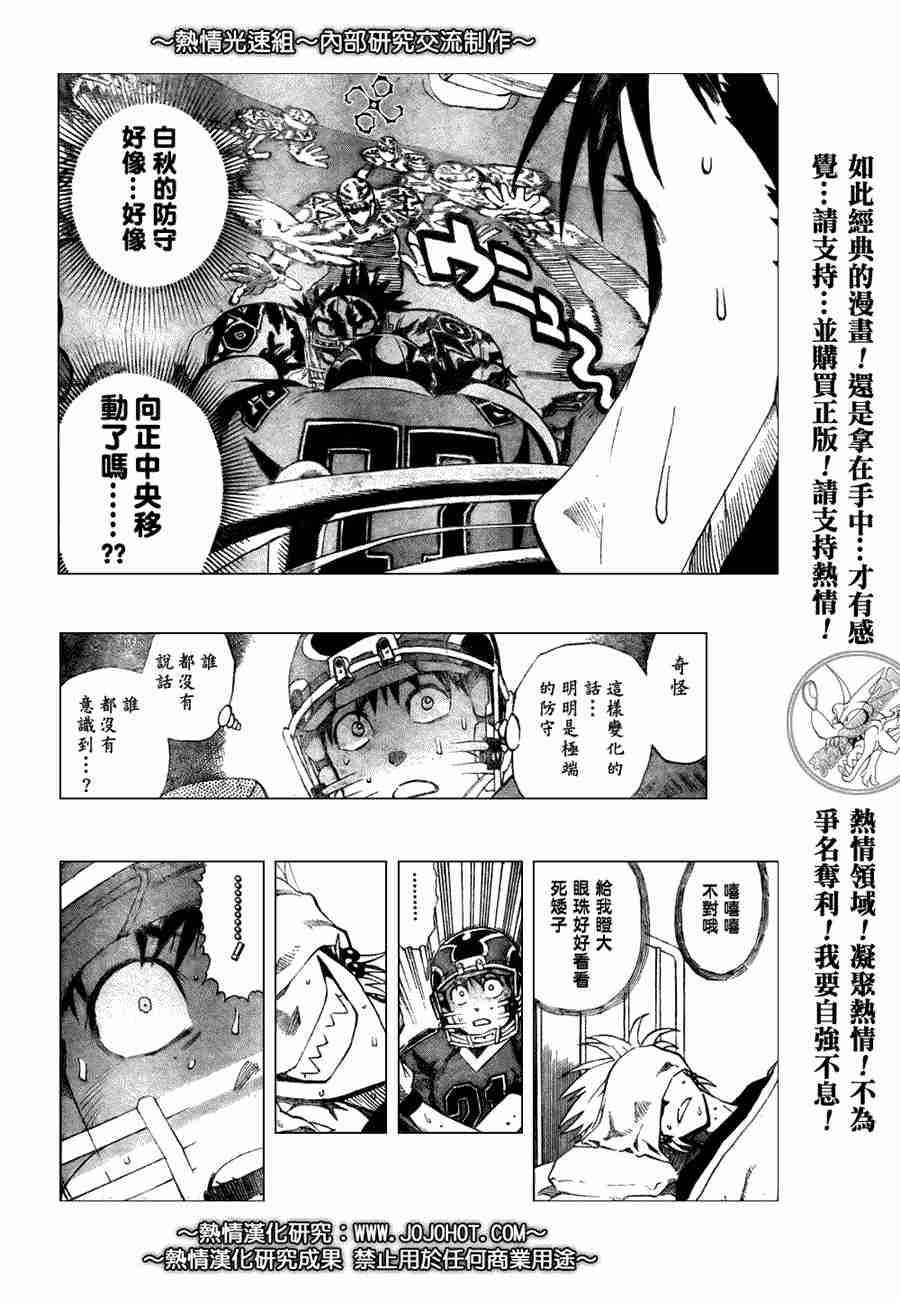 ～熱情光速組～內部研究交流制作～
白秋的防守
好像…好像
ウニュ
向正中央移
動了嗎……??
奇怪
這樣變化的
話…
明明是極端
的防守
誰
都沒有
說話
誰
都沒有
意識到…？
嘻嘻嘻
不對哦
給我瞪大
眼珠好好看看
死矮子
………
21
………!!
如此經典的漫畫！還是拿在手中…才有感
覺…請支持…並購買正版！請支持熱情！
熱情領域！凝聚熱情！不為
爭名奪利！我要自強不息！
～熱情漢化研究：WWW.JOJOHOT.COM～
～熱情漢化研究成果 禁止用於任何商業用途～